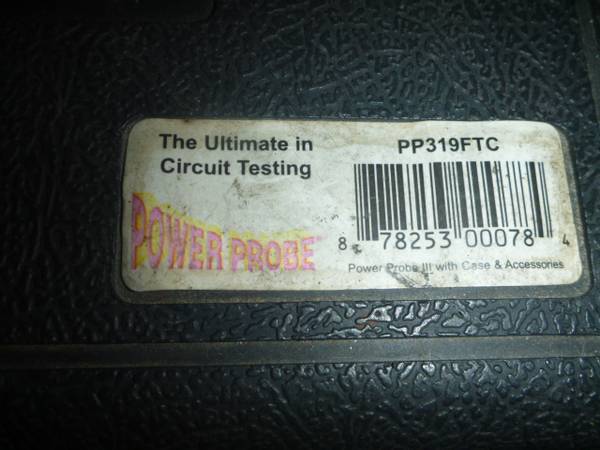 The Ultimate in
Circuit Testing
POWER PROBE
PP319FTC
8 78253 00078 4
Power Probe III with Case & Accessories